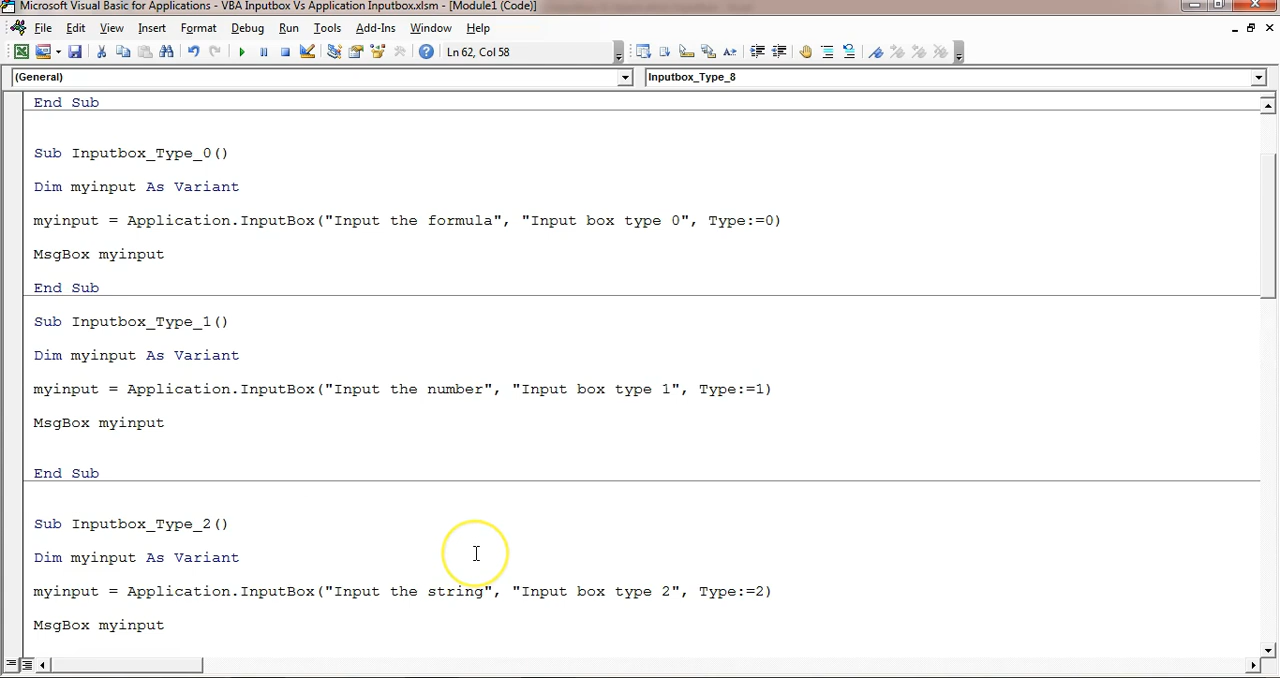 Microsoft Visual Basic for Applications - VBA Inputbox Vs Application Inputbox.xlsm - [Module1 (Code)]
File Edit View Insert Format Debug Run Tools Add-Ins Window Help
Ln 62, Col 58
(General) Inputbox_Type_8
End Sub
Sub Inputbox_Type_0()
Dim myinput As Variant
myinput = Application.InputBox("Input the formula", "Input box type 0", Type:=0)
MsgBox myinput
End Sub
Sub Inputbox_Type_1()
Dim myinput As Variant
myinput = Application.InputBox("Input the number", "Input box type 1", Type:=1)
MsgBox myinput
End Sub
Sub Inputbox_Type_2()
Dim myinput As Variant
myinput = Application.InputBox("Input the string", "Input box type 2", Type:=2)
MsgBox myinput